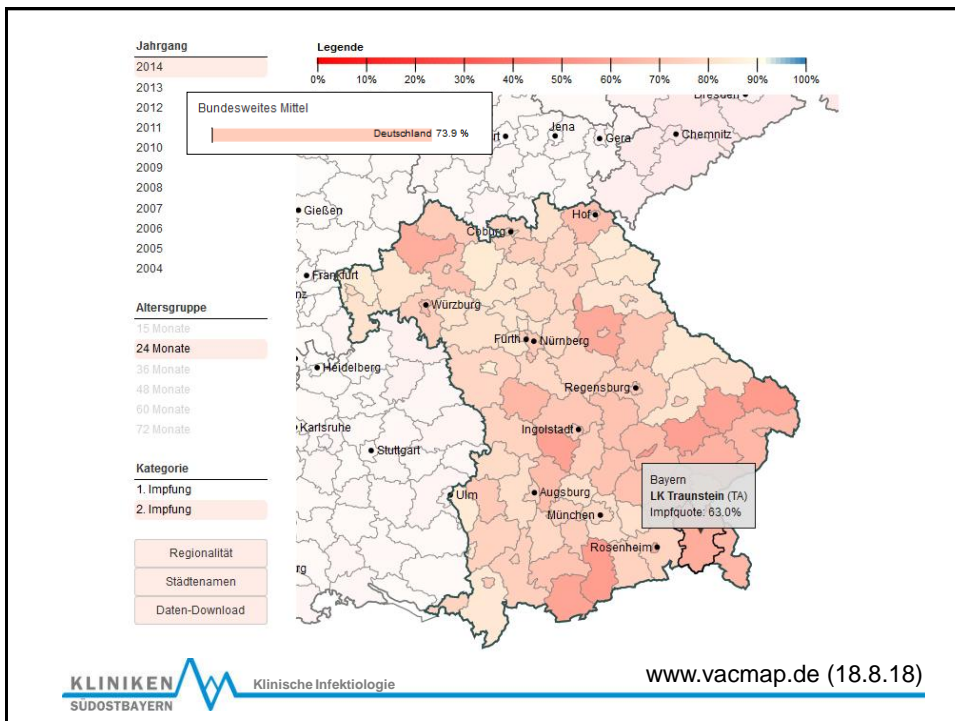 Jahrgang
2014
2013
2012
2011
2010
2009
2008
2007
2006
2005
2004
Altersgruppe
15 Monate
24 Monate
36 Monate
48 Monate
60 Monate
72 Monate
Kategorie
1. Impfung
2. Impfung
Regionalität
Städtenamen
Daten-Download
Legende
0% 10% 20% 30% 40% 50% 60% 70% 80% 90% 100%
Bundesweites Mittel
Deutschland 73.9 %
Dresden
Jena
Gera
Chemnitz
Gießen
Hof
Coburg
Frankfurt
Würzburg
Fürth
Nürnberg
Heidelberg
Regensburg
Karlsruhe
Ingolstadt
Stuttgart
Ulm
Augsburg
München
Rosenheim
Bayern
LK Traunstein (TA)
Impfquote: 63.0%
KLINIKEN
SÜDOSTBAYERN
Klinische Infektiologie
www.vacmap.de (18.8.18)